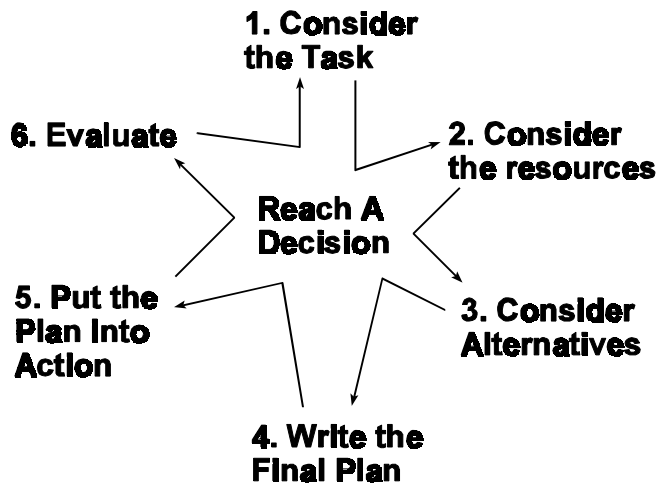 1. Consider
the Task
2. Consider
the resources
3. Consider
Alternatives
4. Write the
Final Plan
5. Put the
Plan into
Action
6. Evaluate
Reach A
Decision